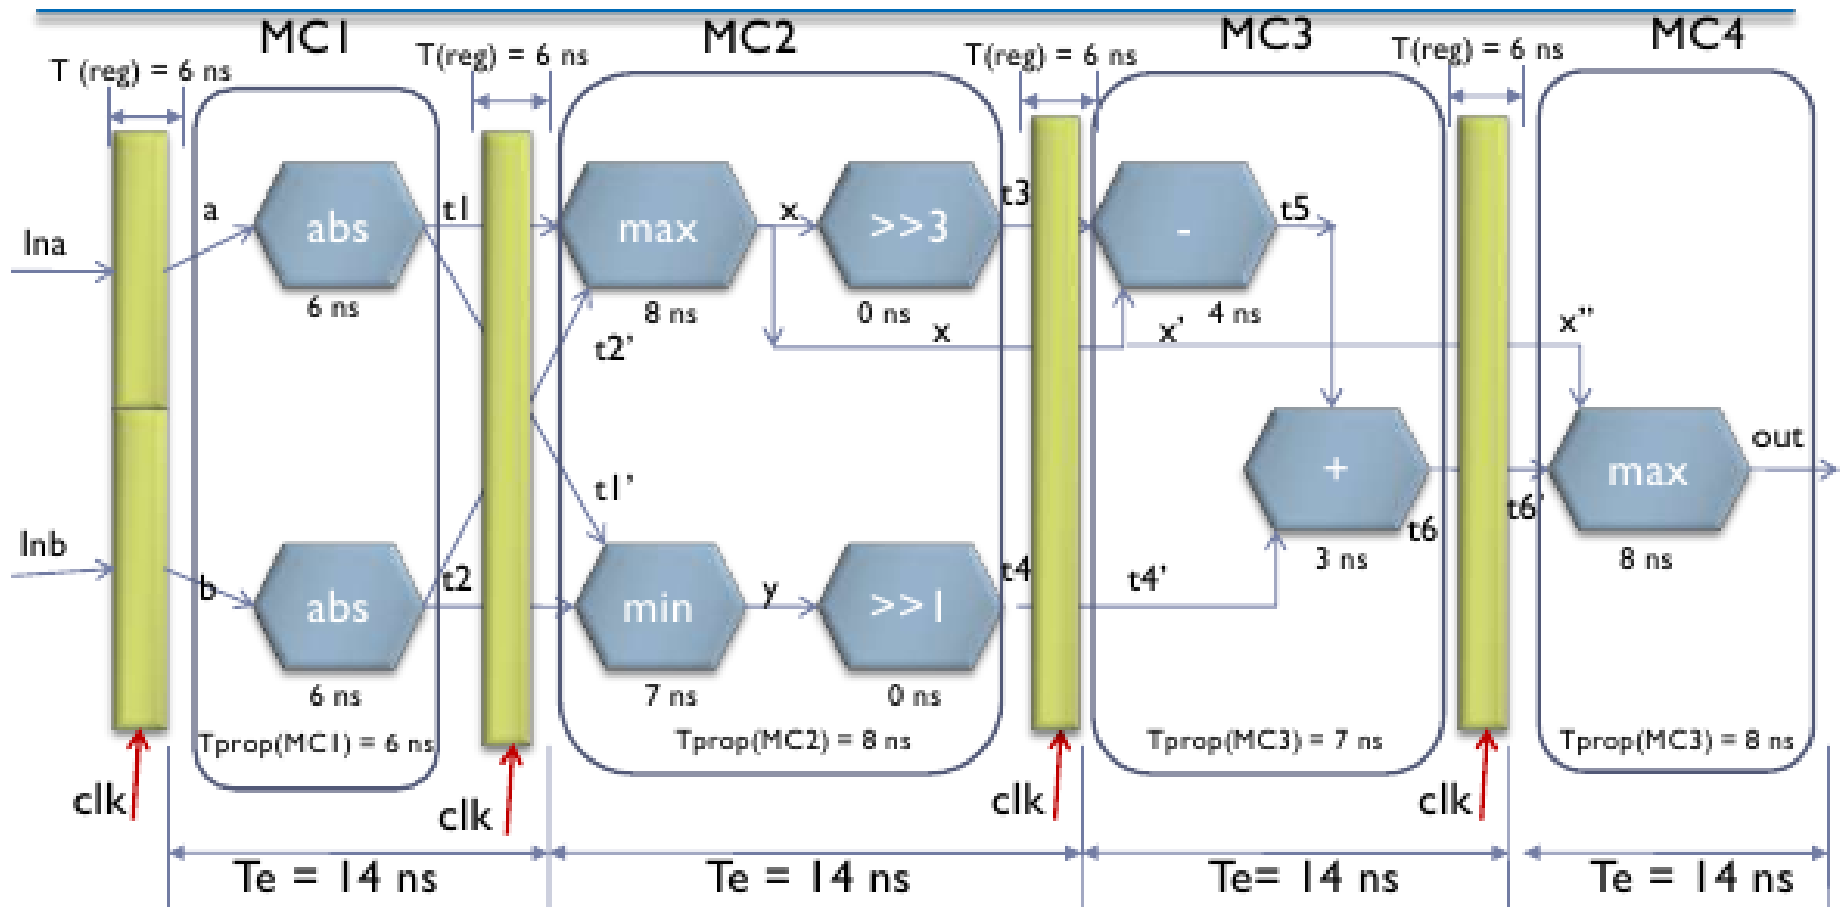 MC1
MC2
MC3
MC4
T (reg) = 6 ns
T(reg) = 6 ns
T(reg) = 6 ns
T(reg) = 6 ns
Ina
a
abs
6 ns
t1
max
8 ns
x
>>3
0 ns
t3
-
4 ns
t5
t2'
x
x'
x"
t1'
+
3 ns
t6
t6'
max
8 ns
out
Inb
b
abs
6 ns
t2
min
7 ns
y
>>1
0 ns
t4
t4'
Tprop(MC1) = 6 ns
Tprop(MC2) = 8 ns
Tprop(MC3) = 7 ns
Tprop(MC3) = 8 ns
clk
clk
clk
clk
Te = 14 ns
Te = 14 ns
Te= 14 ns
Te = 14 ns